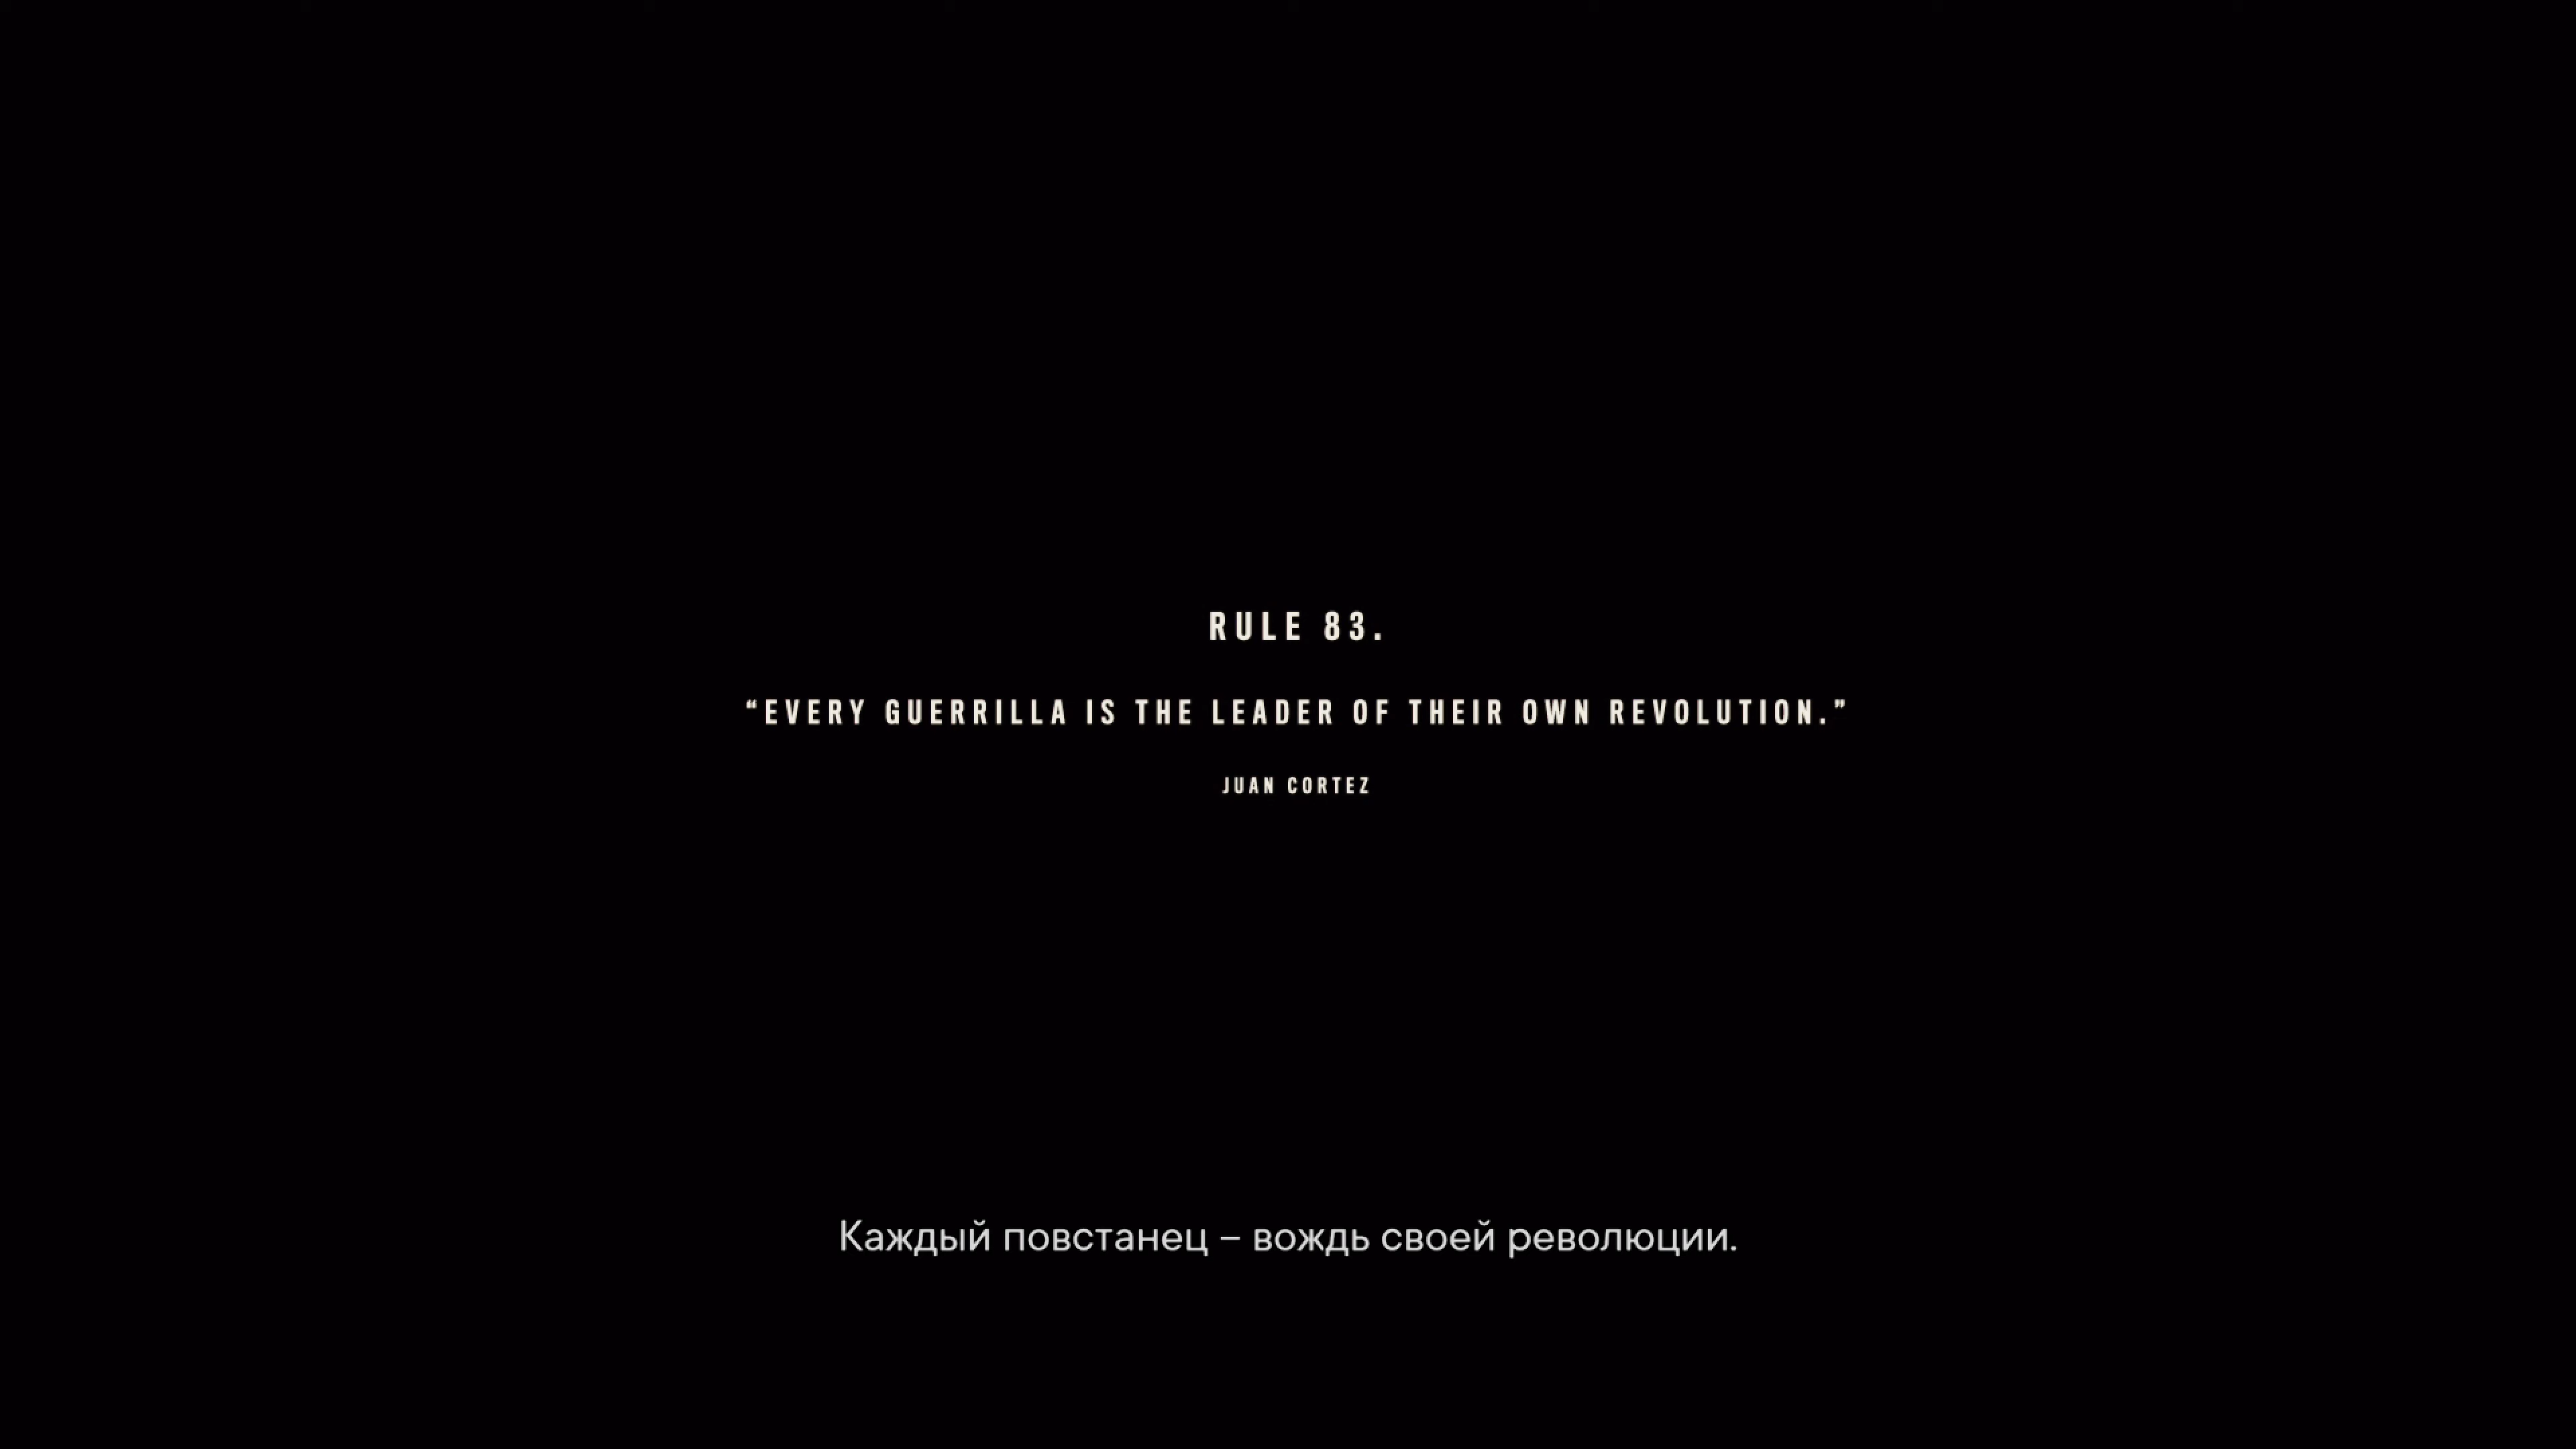 RULE 83.
“EVERY GUERRILLA IS THE LEADER OF THEIR OWN REVOLUTION.”
JUAN CORTEZ
Каждый повстанец – вождь своей революции.